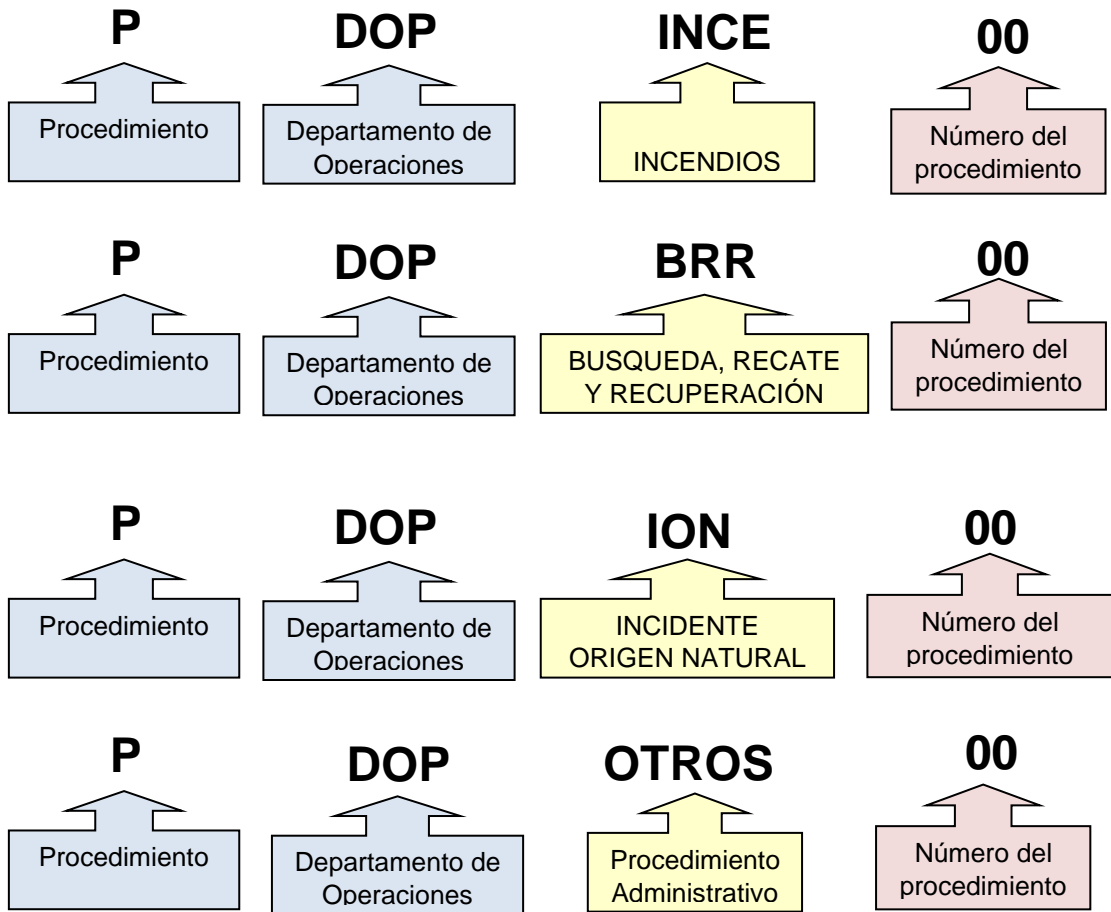 P DOP INCE 00
Procedimiento
Departamento de
Operaciones
INCENDIOS
Número del
procedimiento
P DOP BRR 00
Procedimiento
Departamento de
Operaciones
BUSQUEDA, RECATE
Y RECUPERACIÓN
Número del
procedimiento
P DOP ION 00
Procedimiento
Departamento de
Operaciones
INCIDENTE
ORIGEN NATURAL
Número del
procedimiento
P DOP OTROS 00
Procedimiento
Departamento de
Operaciones
Procedimiento
Administrativo
Número del
procedimiento